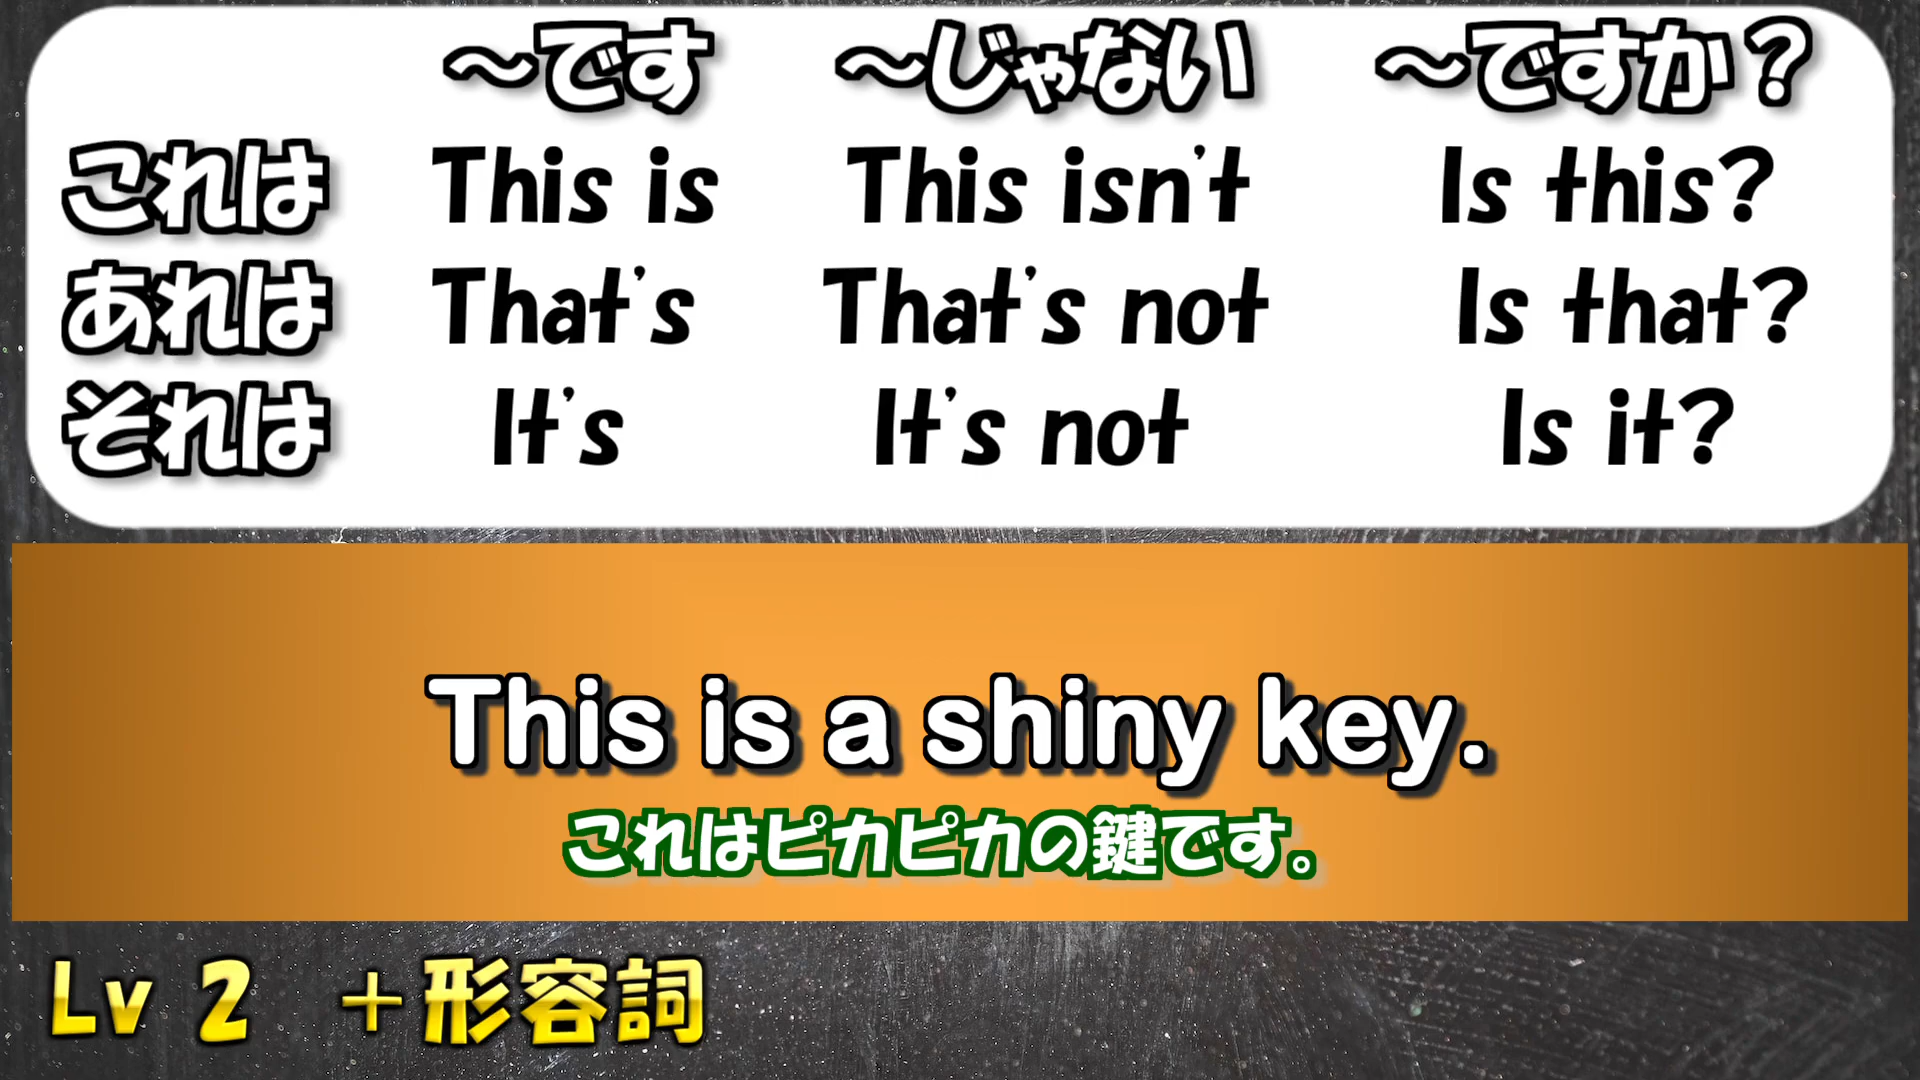 ～です ～じゃない ～ですか？
これは This is This isn't Is this?
あれは That's That's not Is that?
それは It's It's not Is it?
This is a shiny key.
これはピカピカの鍵です。
Lv 2 ＋形容詞